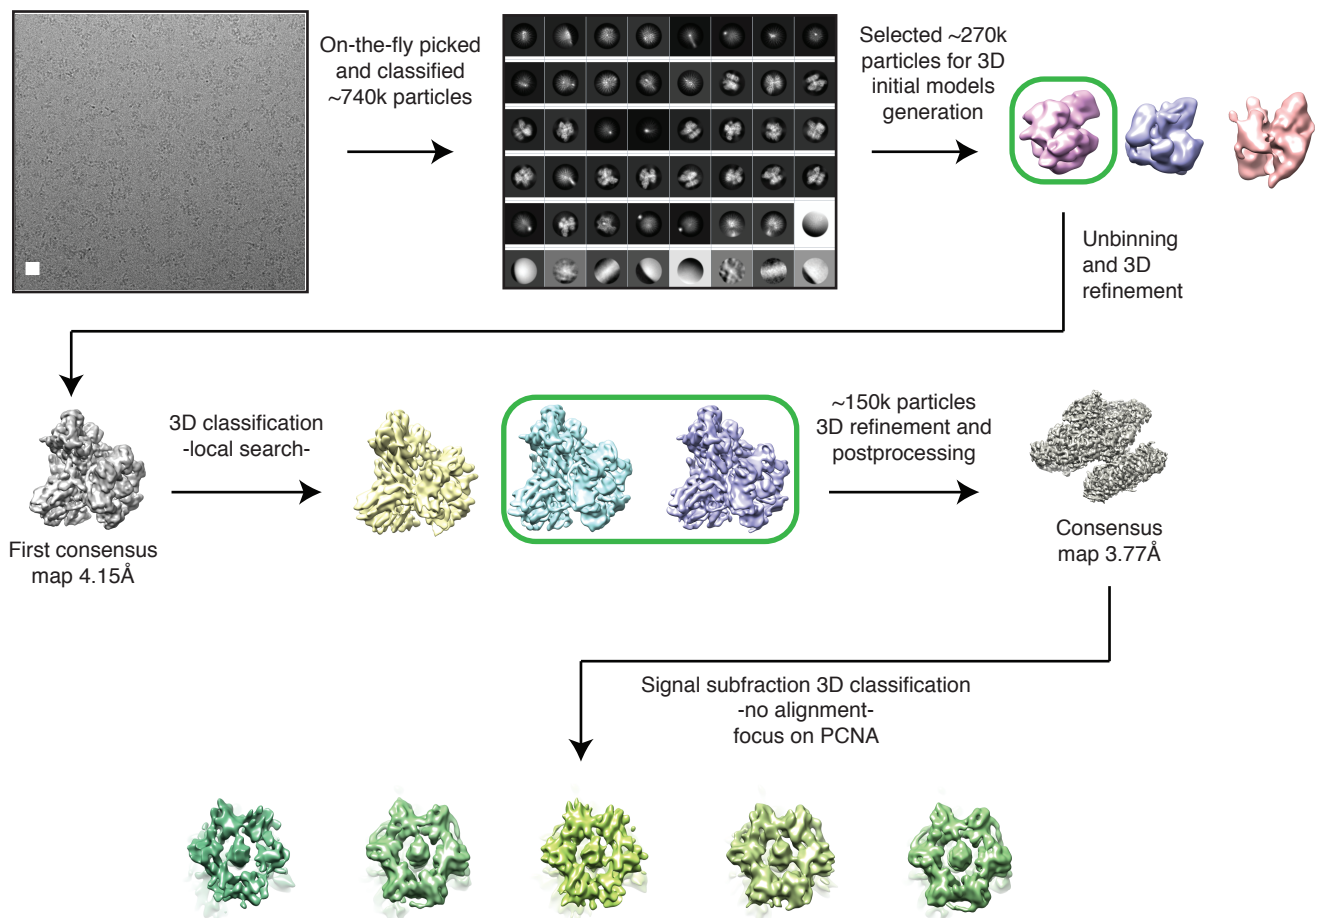 On-the-fly picked
and classified
~740k particles
Selected ~270k
particles for 3D
initial models
generation
Unbinning
and 3D
refinement
3D classification
-local search-
~150k particles
3D refinement and
postprocessing
First consensus
map 4.15Å
Consensus
map 3.77Å
Signal subfraction 3D classification
-no alignment-
focus on PCNA